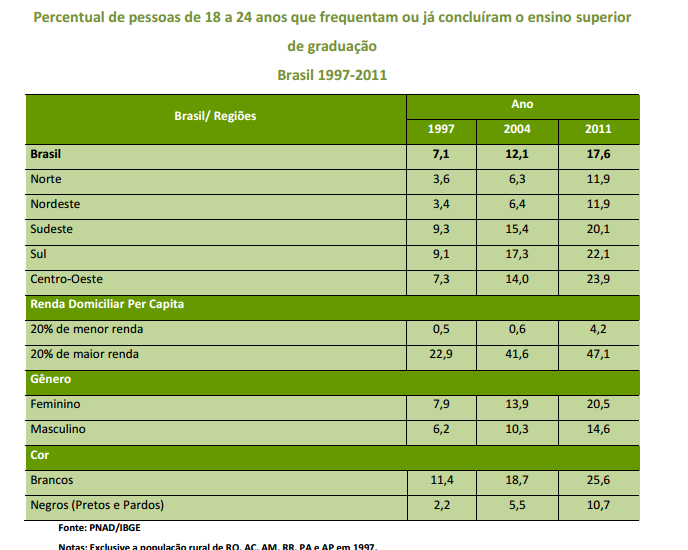 Percentual de pessoas de 18 a 24 anos que frequentam ou já concluíram o ensino superior
de graduação
Brasil 1997-2011
Brasil/ Regiões Ano
1997 2004 2011
Brasil 7,1 12,1 17,6
Norte 3,6 6,3 11,9
Nordeste 3,4 6,4 11,9
Sudeste 9,3 15,4 20,1
Sul 9,1 17,3 22,1
Centro-Oeste 7,3 14,0 23,9
Renda Domiciliar Per Capita
20% de menor renda 0,5 0,6 4,2
20% de maior renda 22,9 41,6 47,1
Gênero
Feminino 7,9 13,9 20,5
Masculino 6,2 10,3 14,6
Cor
Brancos 11,4 18,7 25,6
Negros (Pretos e Pardos) 2,2 5,5 10,7
Fonte: PNAD/IBGE
Notas: Exclusive a população rural de RO, AC, AM, RR, PA e AP em 1997.